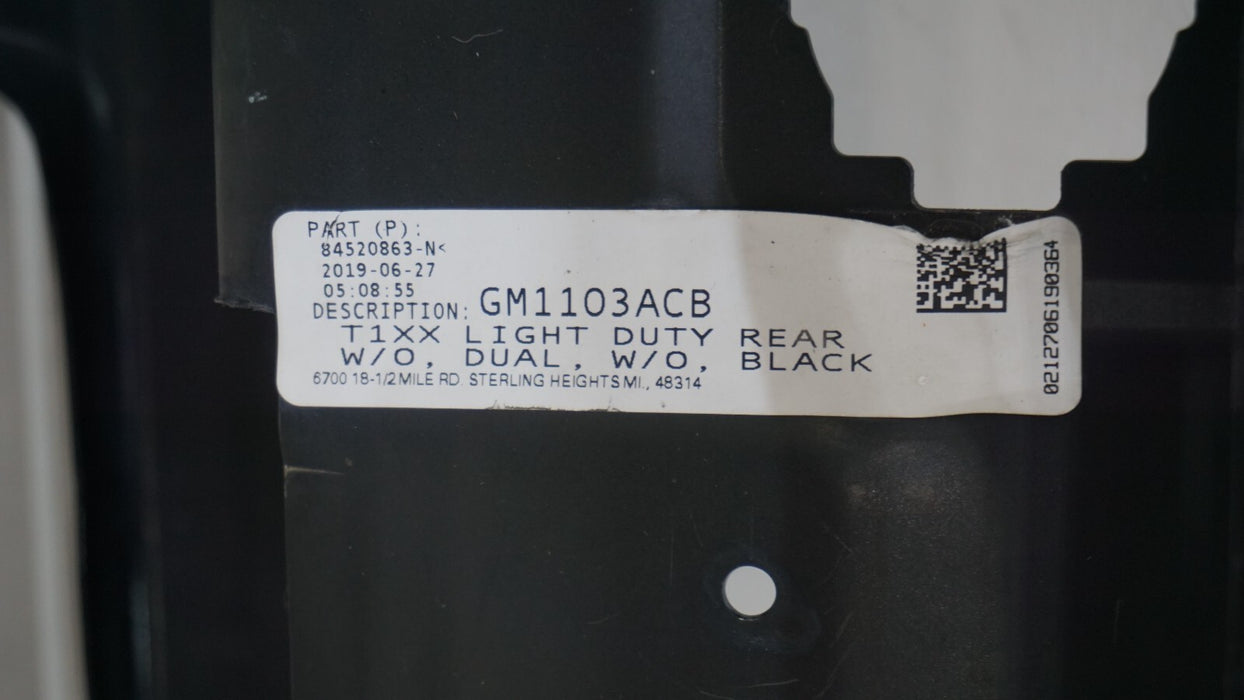 PART (P):
84520863-N<
2019-06-27
05:08:55
DESCRIPTION: GM1103ACB
T1XX LIGHT DUTY REAR
W/O, DUAL, W/O, BLACK
6700 18-1/2 MILE RD. STERLING HEIGHTS MI., 48314
0212706190364